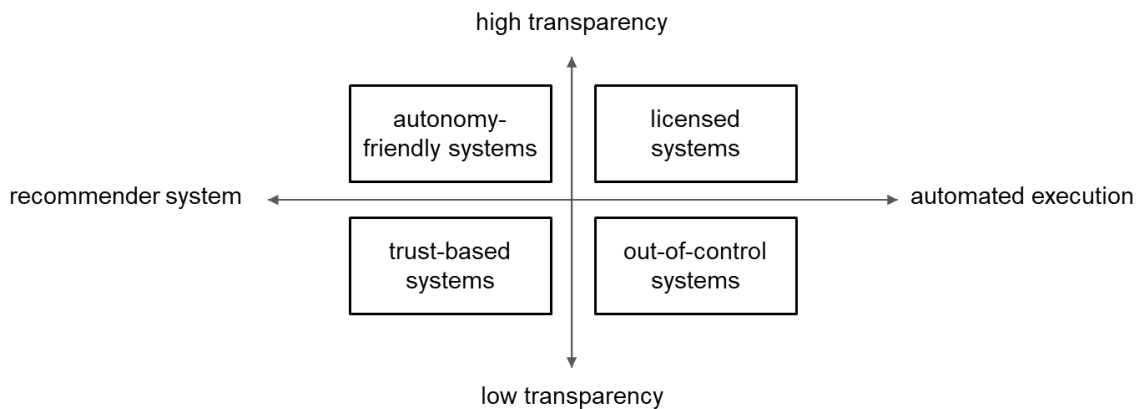 high transparency
autonomy-
friendly systems
licensed
systems
recommender system
automated execution
trust-based
systems
out-of-control
systems
low transparency